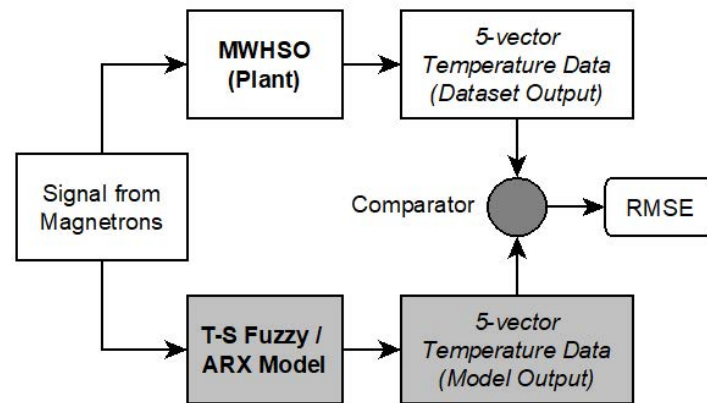 MWHSO
(Plant)
5-vector
Temperature Data
(Dataset Output)
Signal from
Magnetrons
Comparator
RMSE
T-S Fuzzy /
ARX Model
5-vector
Temperature Data
(Model Output)